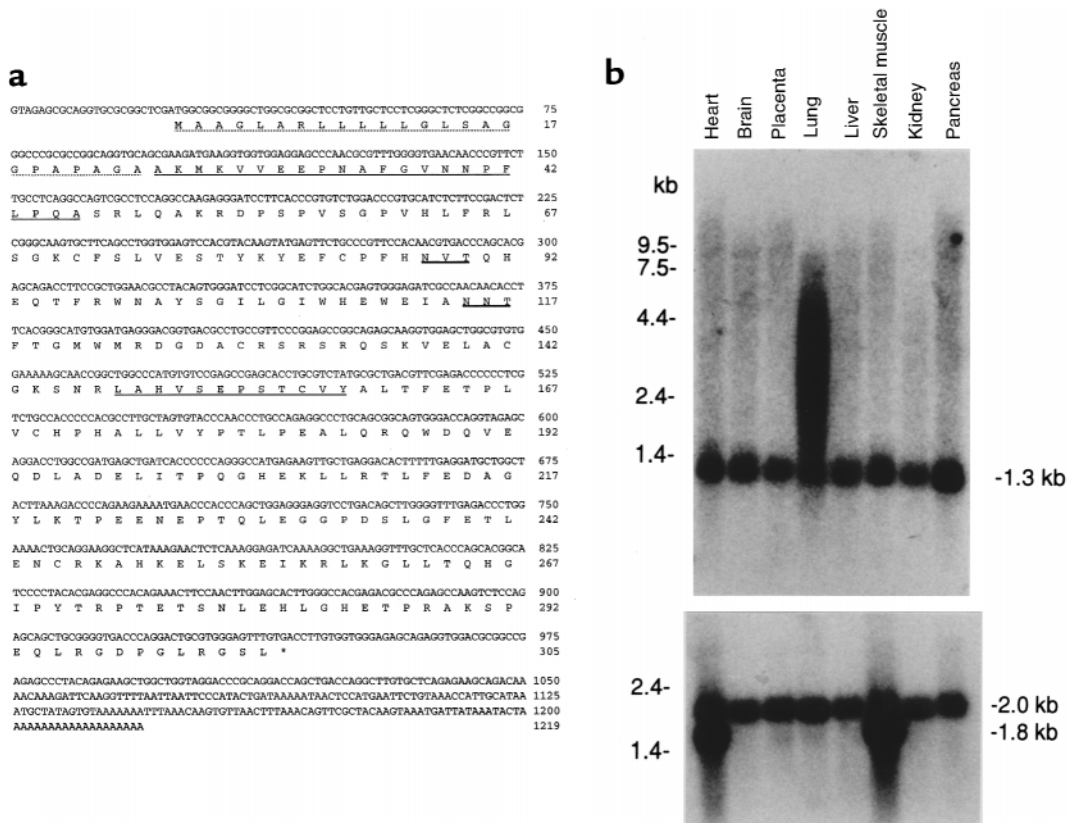 a
GTAGAGCGCAGGTGCGCGGCTCGATGGCGGCGGGGCTGGCGCGGCTCCTGTTGCTCCTCGGGCTCTCGGCCGGCG 75
M A A G L A R L L L L L G L S A G 17
GGCCCGCGCCGGCAGGTGCAGCGAAGATGAAGGTGGTGGAGGAGCCCAACGCGTTTGGGGTGAACAACCCGTTCT 150
G P A P A G A A K M K V V E E P N A F G V N N P F 42
TGCCTCAGGCCAGTCGCCTCCAGGCCAAGAGGGATCCTTCACCCGTGTCTGGACCCGTGCATCTCTTCCGACTCT 225
L P Q A S R L Q A K R D P S P V S G P V H L F R L 67
CGGGCAAGTGCTTCAGCCTGGTGGAGTCCACGTACAAGTATGAGTTCTGCCCGTTCCACAACGTGACCCAGCACG 300
S G K C F S L V E S T Y K Y E F C P F H N V T Q H 92
AGCAGACCTTCCGCTGGAACGCCTACAGTGGGATCCTCGGCATCTGGCACGAGTGGGAGATCGCCAACAACACCT 375
E Q T F R W N A Y S G I L G I W H E W E I A N N T 117
TCACGGGCATGTGGATGAGGGACGGTGACGCCTGCCGTTCCCGGAGCCGGCAGAGCAAGGTGGAGCTGGCGTGTG 450
F T G M W M R D G D A C R S R S R Q S K V E L A C 142
GAAAAAGCAACCGGCTGGCCCATGTGTCCGAGCCGAGCACCTGCGTCTATGCGCTGACGTTCGAGACCCCCCTCG 525
G K S N R L A H V S E P S T C V Y A L T F E T P L 167
TCTGCCACCCCCACGCCTTGCTAGTGTACCCAACCCTGCCAGAGGCCCTGCAGCGGCAGTGGGACCAGGTAGAGC 600
V C H P H A L L V Y P T L P E A L Q R Q W D Q V E 192
AGGACCTGGCCGATGAGCTGATCACCCCCCAGGGCCATGAGAAGTTGCTGAGGACACTTTTTGAGGATGCTGGCT 675
Q D L A D E L I T P Q G H E K L L R T L F E D A G 217
ACTTAAAGACCCCAGAAGAAAATGAACCCACCCAGCTGGAGGGAGGTCCTGACAGCTTGGGGTTTGAGACCCTGG 750
Y L K T P E E N E P T Q L E G G P D S L G F E T L 242
AAAACTGCAGGAAGGCTCATAAAGAACTCTCAAAGGAGATCAAAAGGCTGAAAGGTTTGCTCACCCAGCACGGCA 825
E N C R K A H K E L S K E I K R L K G L L T Q H G 267
TCCCCTACACGAGGCCCACAGAAACTTCCAACTTGGAGCACTTGGGCCACGAGACGCCCAGAGCCAAGTCTCCAG 900
I P Y T R P T E T S N L E H L G H E T P R A K S P 292
AGCAGCTGCGGGGTGACCCAGGACTGCGTGGGAGTTTGTGACCTTGTGGTGGGAGAGCAGAGGTGGACGCGGCCG 975
E Q L R G D P G L R G S L * 305
AGAGCCCTACAGAGAAGCTGGCTGGTAGGACCCGCAGGACCAGCTGACCAGGCTTGTGCTCAGAGAAGCAGACAA 1050
AACAAAGATTCAAGGTTTTAATTAATTCCCATACTGATAAAAATAACTCCATGAATTCTGTAAACCATTGCATAA 1125
ATGCTATAGTGTAAAAAAATTTAAACAAGTGTTAACTTTAAACAGTTCGCTACAAGTAAATGATTATAAATACTA 1200
AAAAAAAAAAAAAAAAAAA 1219
b
Heart
Brain
Placenta
Lung
Liver
Skeletal muscle
Kidney
Pancreas
kb
9.5-
7.5-
4.4-
2.4-
1.4-
-1.3 kb
2.4-
1.4-
-2.0 kb
-1.8 kb